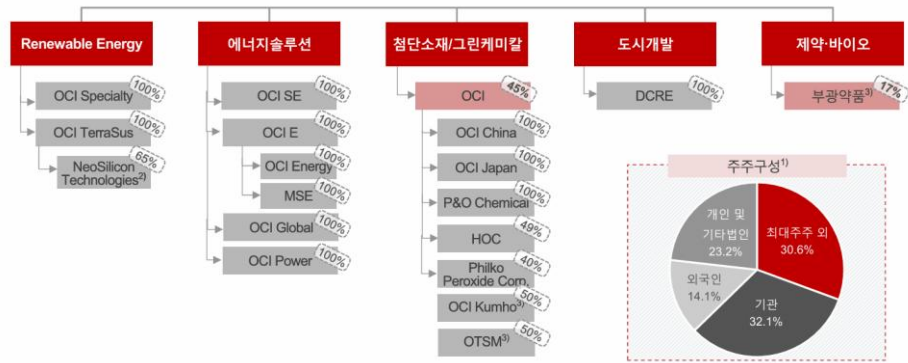 Renewable Energy
OCI Specialty 100%
OCI TerraSus 100%
NeoSilicon 65%
Technologies2)
에너지솔루션
OCI SE 100%
OCI E 100%
OCI Energy 100%
MSE 100%
OCI Global 100%
OCI Power 100%
첨단소재/그린케미칼
OCI 45%
OCI China 100%
OCI Japan 100%
P&O Chemical 100%
HOC 49%
Philko 40%
Peroxide Corp.
OCI Kumho3) 50%
OTSM3) 50%
도시개발
DCRE 100%
제약·바이오
부광약품3) 17%
주주구성1)
최대주주 외
30.6%
기관
32.1%
외국인
14.1%
개인 및
기타법인
23.2%